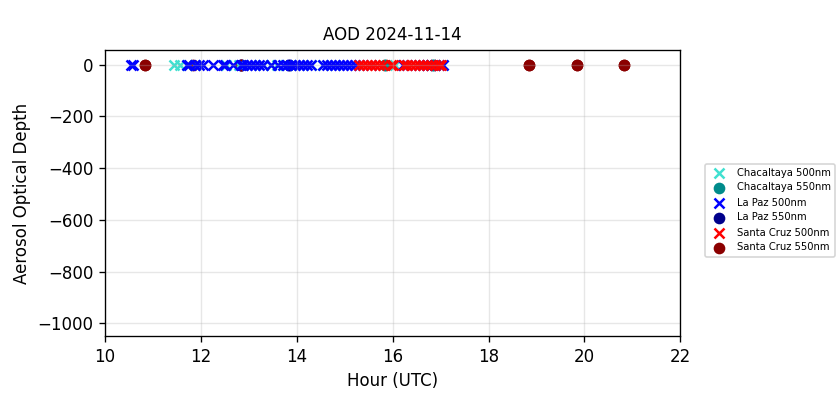 AOD 2024-11-14
Aerosol Optical Depth
0
−200
−400
−600
−800
−1000
10 12 14 16 18 20 22
Hour (UTC)
Chacaltaya 500nm
Chacaltaya 550nm
La Paz 500nm
La Paz 550nm
Santa Cruz 500nm
Santa Cruz 550nm